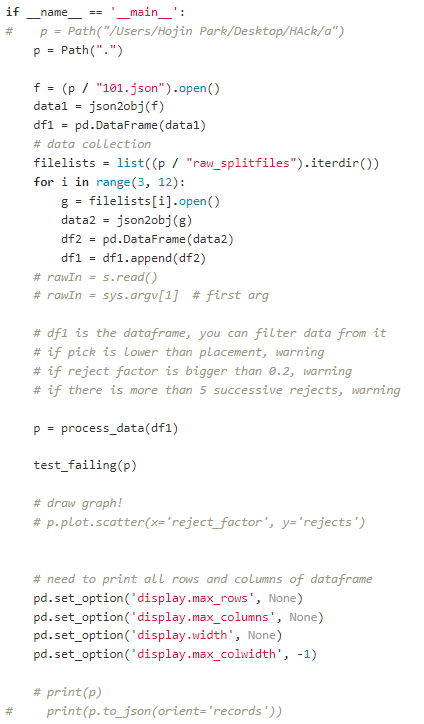 if __name__ == '__main__':
#    p = Path("/Users/Hojin Park/Desktop/HAck/a")
    p = Path(".")

    f = (p / "101.json").open()
    data1 = json2obj(f)
    df1 = pd.DataFrame(data1)
    # data collection
    filelists = list((p / "raw_splitfiles").iterdir())
    for i in range(3, 12):
        g = filelists[i].open()
        data2 = json2obj(g)
        df2 = pd.DataFrame(data2)
        df1 = df1.append(df2)
    # rawIn = s.read()
    # rawIn = sys.argv[1]  # first arg

    # df1 is the dataframe, you can filter data from it
    # if pick is lower than placement, warning
    # if reject factor is bigger than 0.2, warning
    # if there is more than 5 successive rejects, warning

    p = process_data(df1)

    test_failing(p)

    # draw graph!
    # p.plot.scatter(x='reject_factor', y='rejects')


    # need to print all rows and columns of dataframe
    pd.set_option('display.max_rows', None)
    pd.set_option('display.max_columns', None)
    pd.set_option('display.width', None)
    pd.set_option('display.max_colwidth', -1)

    # print(p)
#     print(p.to_json(orient='records'))